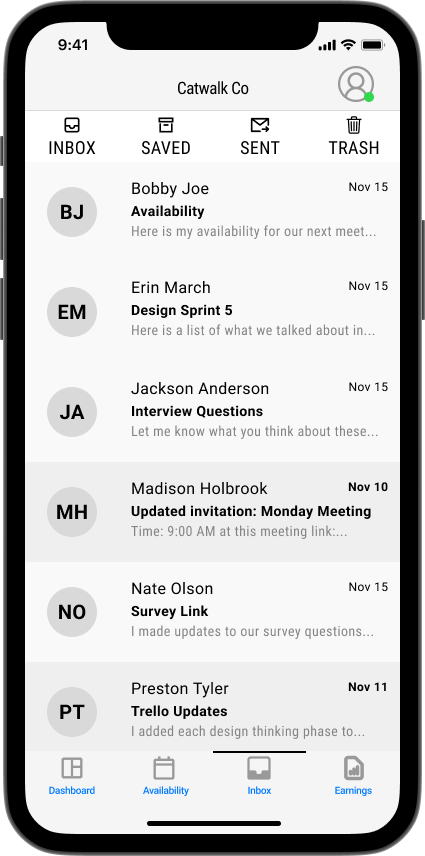 9:41
Catwalk Co
INBOX SAVED SENT TRASH
BJ
Bobby Joe Nov 15
Availability
Here is my availability for our next meet...
EM
Erin March Nov 15
Design Sprint 5
Here is a list of what we talked about in...
JA
Jackson Anderson Nov 15
Interview Questions
Let me know what you think about these...
MH
Madison Holbrook Nov 10
Updated invitation: Monday Meeting
Time: 9:00 AM at this meeting link:...
NO
Nate Olson Nov 15
Survey Link
I made updates to our survey questions...
PT
Preston Tyler Nov 11
Trello Updates
I added each design thinking phase to...
Dashboard Availability Inbox Earnings